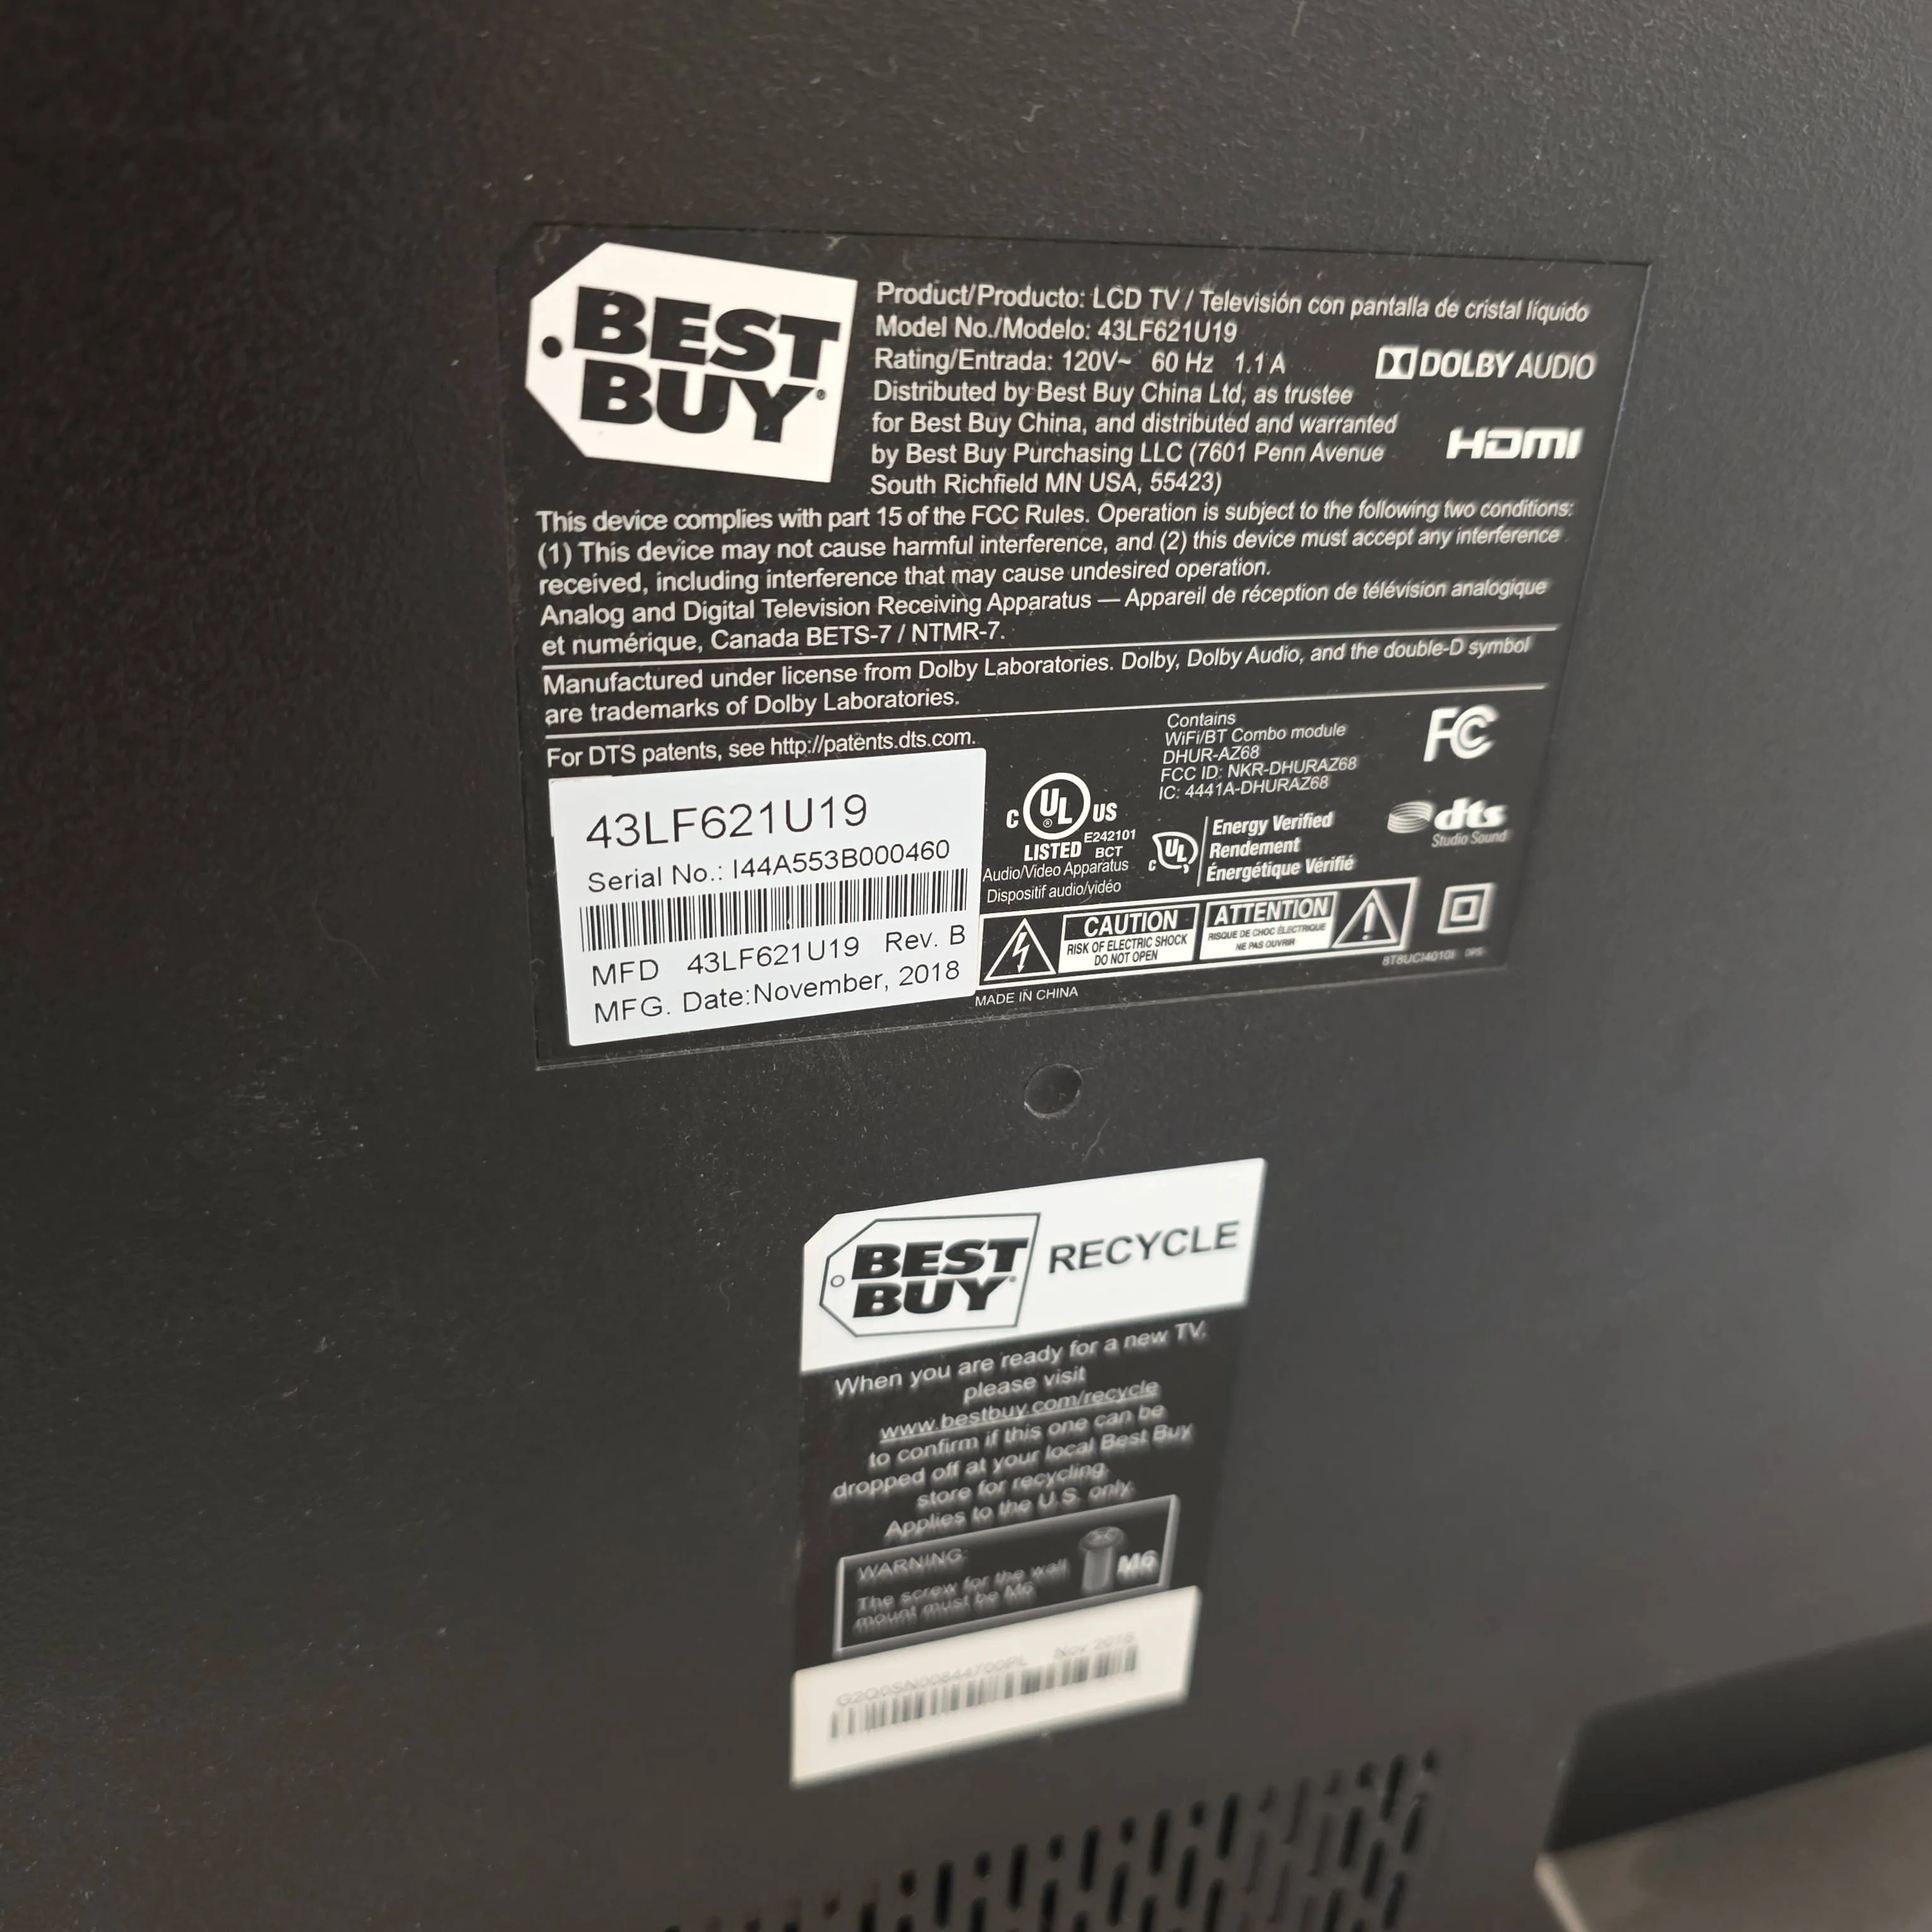 BEST
BUY
Product/Producto: LCD TV / Televisión con pantalla de cristal líquido
Model No./Modelo: 43LF621U19
Rating/Entrada: 120V~ 60 Hz 1.1 A
DOLBY AUDIO
Distributed by Best Buy China Ltd, as trustee
for Best Buy China, and distributed and warranted
by Best Buy Purchasing LLC (7601 Penn Avenue
South Richfield MN USA, 55423)
HDMI
This device complies with part 15 of the FCC Rules. Operation is subject to the following two conditions:
(1) This device may not cause harmful interference, and (2) this device must accept any interference
received, including interference that may cause undesired operation.
Analog and Digital Television Receiving Apparatus — Appareil de réception de télévision analogique
et numérique, Canada BETS-7 / NTMR-7.
Manufactured under license from Dolby Laboratories. Dolby, Dolby Audio, and the double-D symbol
are trademarks of Dolby Laboratories.
For DTS patents, see http://patents.dts.com.
43LF621U19
Serial No.: I44A553B000460
MFD 43LF621U19 Rev. B
MFG. Date:November, 2018
Contains
WiFi/BT Combo module
DHUR-AZ68
FCC ID: NKR-DHURAZ68
IC: 4441A-DHURAZ68
FC
C UL ® US
E242101
LISTED BCT
Audio/Video Apparatus
Dispositif audio/vidéo
C UL
Energy Verified
Rendement
Énergétique Vérifié
dts
Studio Sound
CAUTION
RISK OF ELECTRIC SHOCK
DO NOT OPEN
ATTENTION
RISQUE DE CHOC ÉLECTRIQUE
NE PAS OUVRIR
MADE IN CHINA
BEST
BUY
RECYCLE
When you are ready for a new TV,
please visit
www.bestbuy.com/recycle
to confirm if this one can be
dropped off at your local Best Buy
store for recycling.
Applies to the U.S. only.
WARNING:
The screw for the wall
mount must be M6
M6
Nov 2018